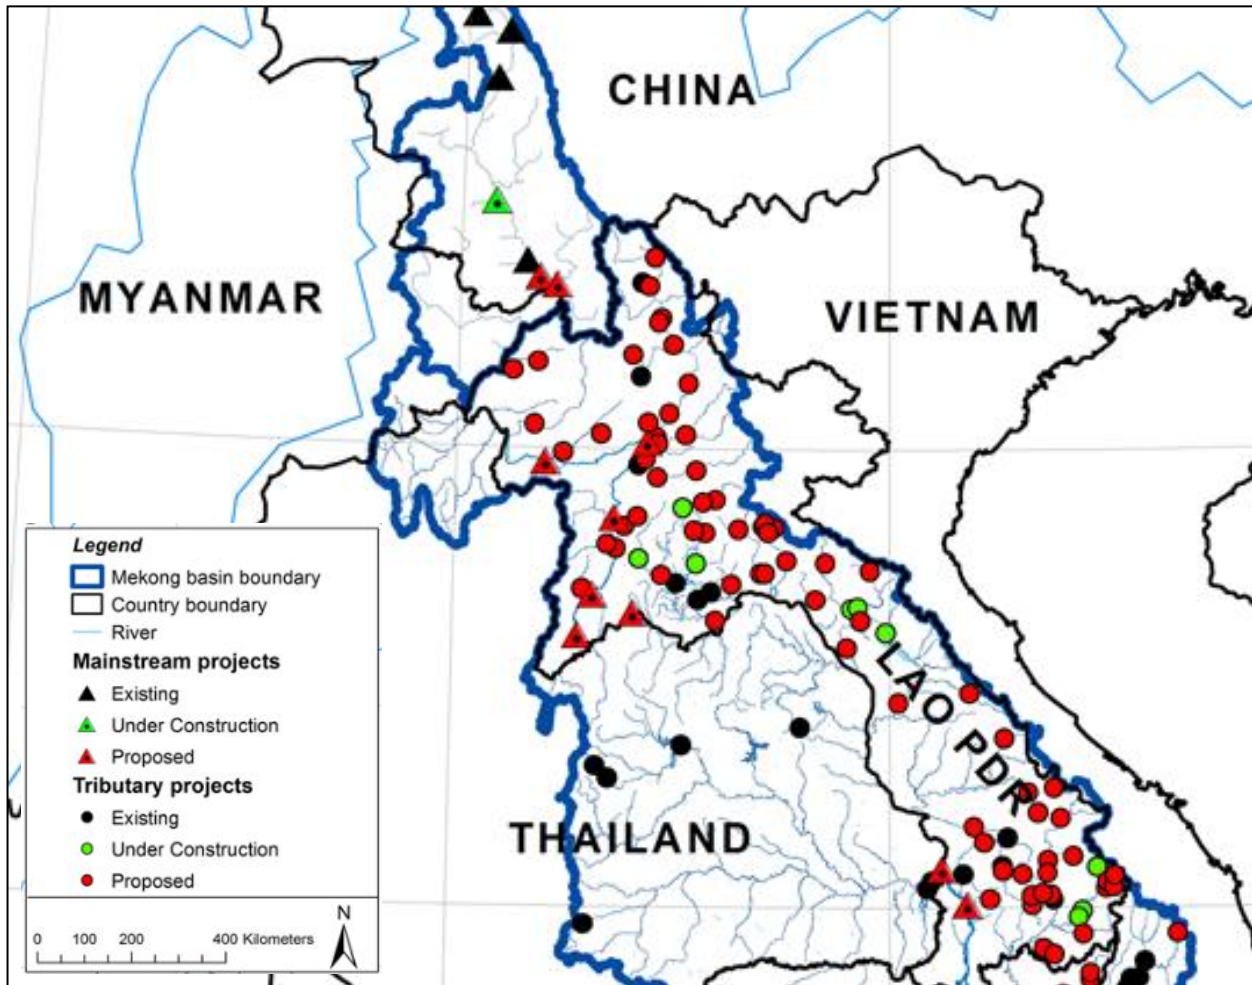 CHINA
MYANMAR
VIETNAM
LAO PDR
THAILAND
Legend
Mekong basin boundary
Country boundary
River
Mainstream projects
Existing
Under Construction
Proposed
Tributary projects
Existing
Under Construction
Proposed
N
0 100 200 400 Kilometers